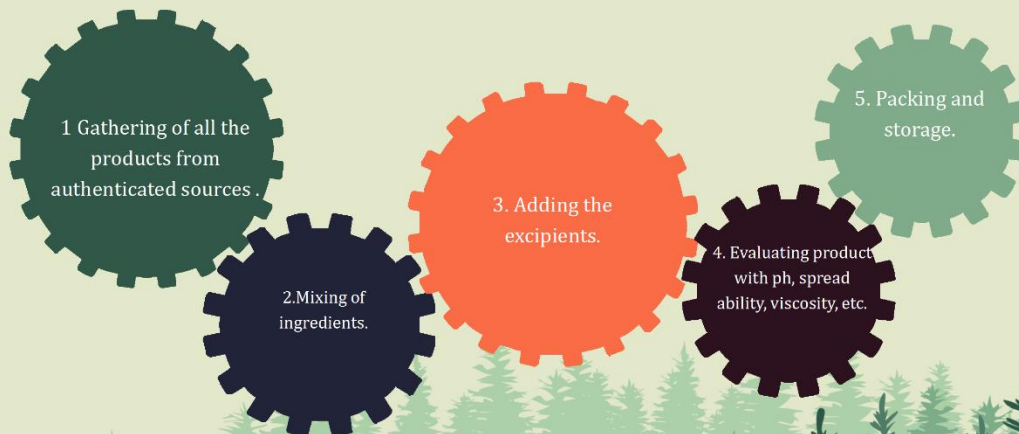 1 Gathering of all the
products from
authenticated sources .
2.Mixing of
ingredients.
3. Adding the
excipients.
4. Evaluating product
with ph, spread
ability, viscosity, etc.
5. Packing and
storage.